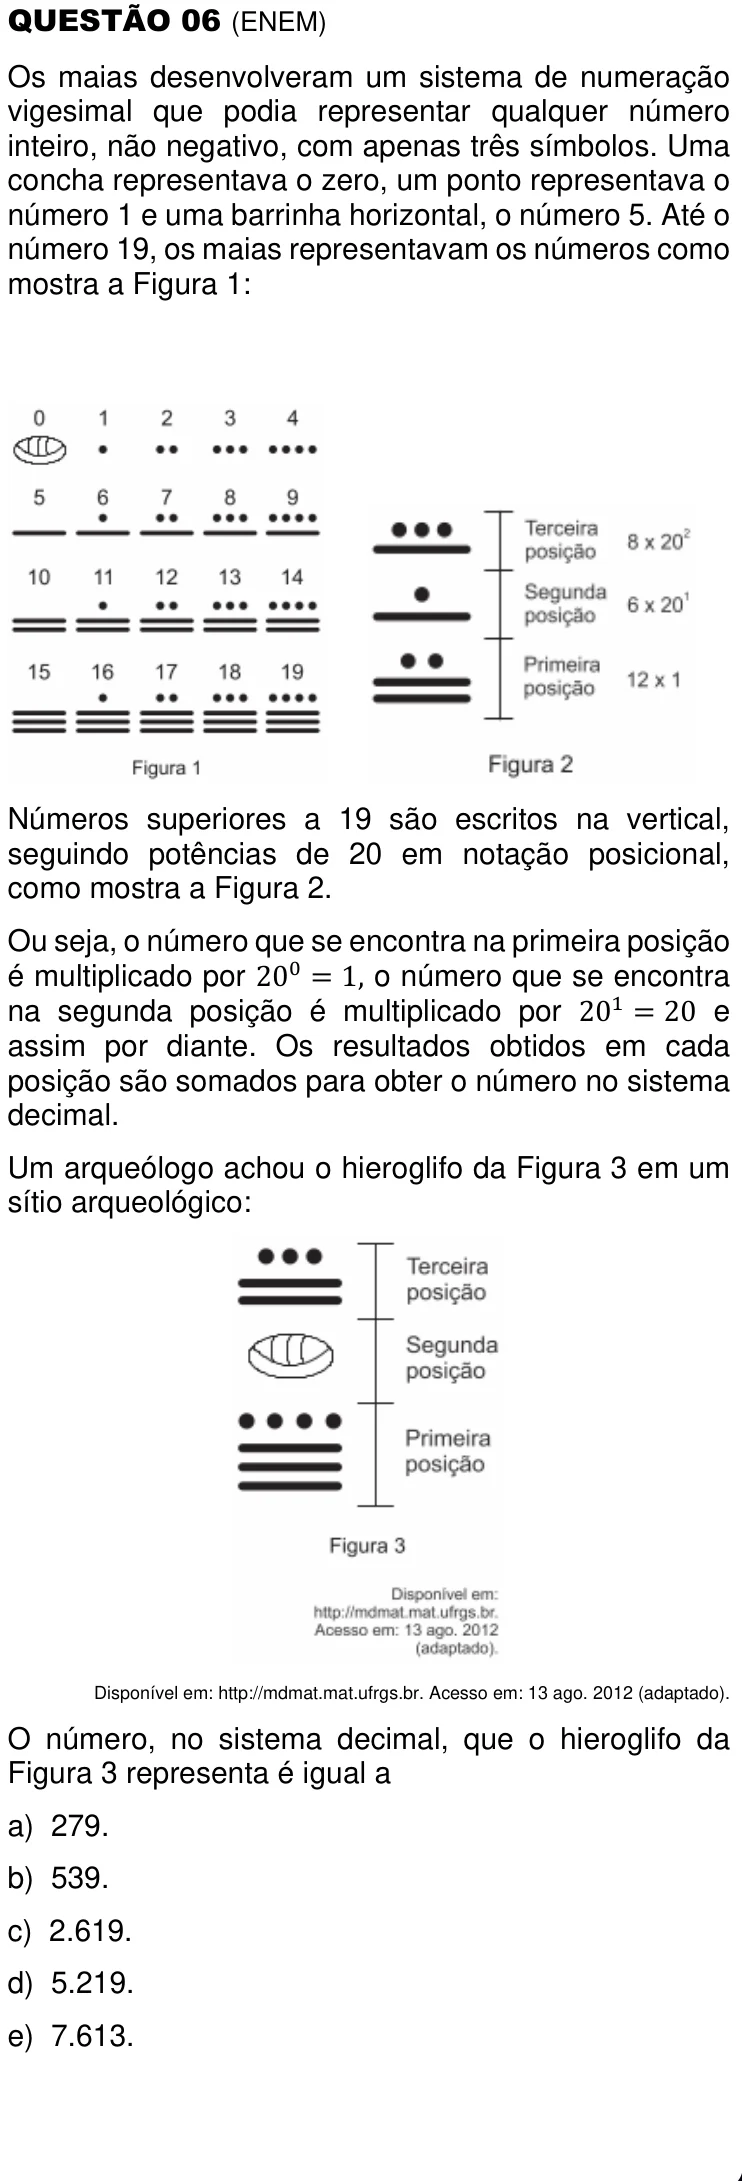 QUESTÃO 06 (ENEM)
Os maias desenvolveram um sistema de numeração
vigesimal que podia representar qualquer número
inteiro, não negativo, com apenas três símbolos. Uma
concha representava o zero, um ponto representava o
número 1 e uma barrinha horizontal, o número 5. Até o
número 19, os maias representavam os números como
mostra a Figura 1:
0 1 2 3 4
5 6 7 8 9
10 11 12 13 14
15 16 17 18 19
Figura 1
Terceira
posição 8 x 20²
Segunda
posição 6 x 20¹
Primeira
posição 12 x 1
Figura 2
Números superiores a 19 são escritos na vertical,
seguindo potências de 20 em notação posicional,
como mostra a Figura 2.
Ou seja, o número que se encontra na primeira posição
é multiplicado por 20⁰ = 1, o número que se encontra
na segunda posição é multiplicado por 20¹ = 20 e
assim por diante. Os resultados obtidos em cada
posição são somados para obter o número no sistema
decimal.
Um arqueólogo achou o hieroglifo da Figura 3 em um
sítio arqueológico:
Terceira
posição
Segunda
posição
Primeira
posição
Figura 3
Disponível em:
http://mdmat.mat.ufrgs.br.
Acesso em: 13 ago. 2012
(adaptado).
Disponível em: http://mdmat.mat.ufrgs.br. Acesso em: 13 ago. 2012 (adaptado).
O número, no sistema decimal, que o hieroglifo da
Figura 3 representa é igual a
a) 279.
b) 539.
c) 2.619.
d) 5.219.
e) 7.613.